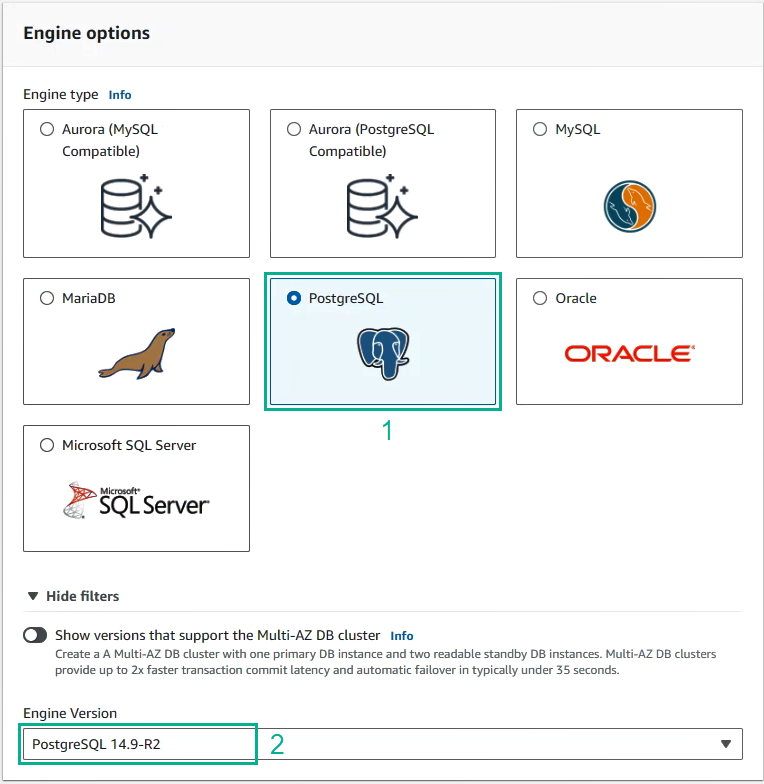 Engine options
Engine type Info
Aurora (MySQL
Compatible)
Aurora (PostgreSQL
Compatible)
MySQL
MariaDB
PostgreSQL
Oracle
ORACLE®
1
Microsoft SQL Server
Microsoft®
SQL Server®
Hide filters
Show versions that support the Multi-AZ DB cluster Info
Create a A Multi-AZ DB cluster with one primary DB instance and two readable standby DB instances. Multi-AZ DB clusters
provide up to 2x faster transaction commit latency and automatic failover in typically under 35 seconds.
Engine Version
PostgreSQL 14.9-R2
2